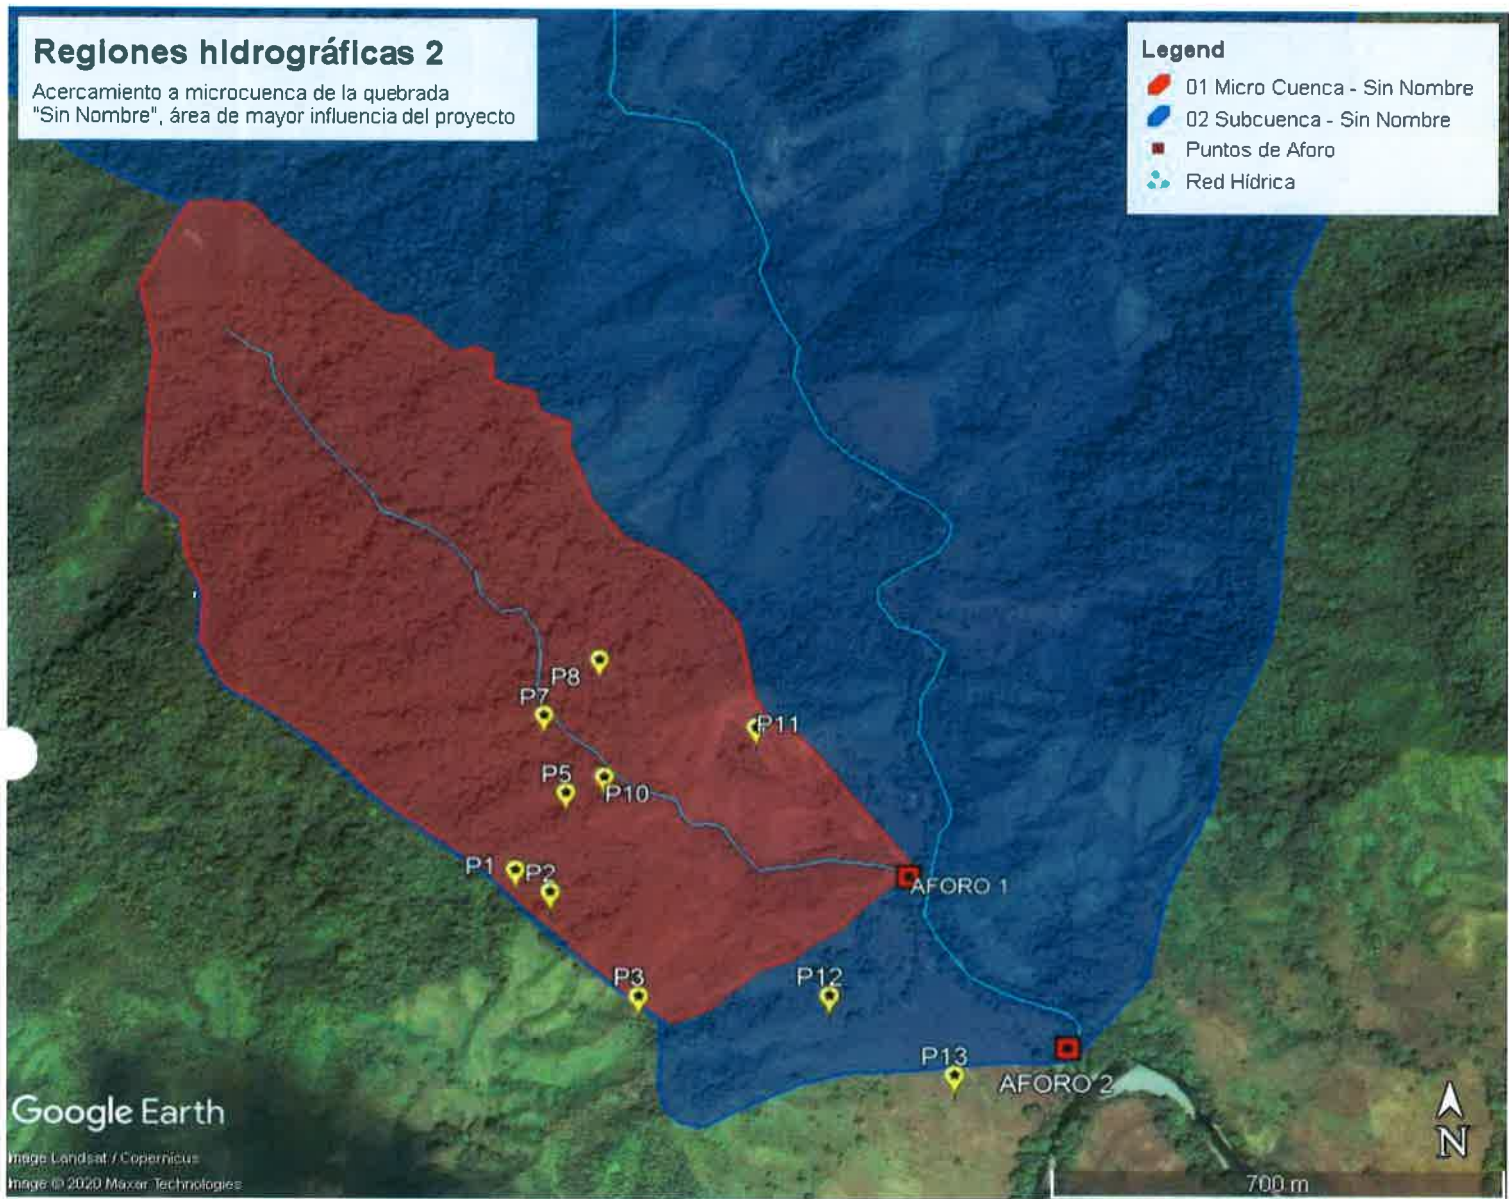 Regiones hidrográficas 2
Acercamiento a microcuenca de la quebrada
"Sin Nombre", área de mayor influencia del proyecto
Legend
01 Micro Cuenca - Sin Nombre
02 Subcuenca - Sin Nombre
Puntos de Aforo
Red Hídrica
P8
P7
P11
P5
P10
P1
P2
AFORO 1
P3
P12
P13
AFORO 2
Google Earth
Image Landsat / Copernicus
Image © 2020 Maxar Technologies
N
700 m